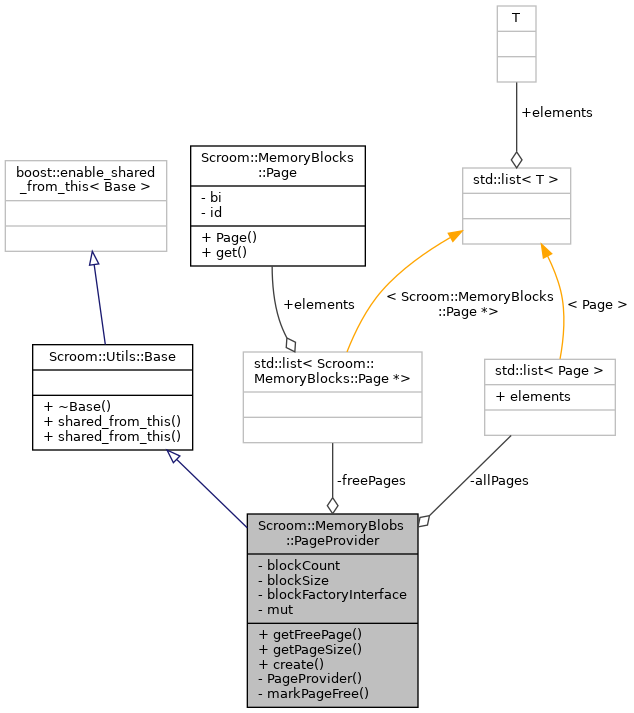 T
+elements
boost::enable_shared
_from_this< Base >
Scroom::MemoryBlocks
::Page
- bi
- id
+ Page()
+ get()
std::list< T >
< Scroom::MemoryBlocks
::Page *>
< Page >
+elements
Scroom::Utils::Base
+ ~Base()
+ shared_from_this()
+ shared_from_this()
std::list< Scroom::
MemoryBlocks::Page *>
std::list< Page >
+ elements
-freePages
-allPages
Scroom::MemoryBlobs
::PageProvider
- blockCount
- blockSize
- blockFactoryInterface
- mut
+ getFreePage()
+ getPageSize()
+ create()
- PageProvider()
- markPageFree()